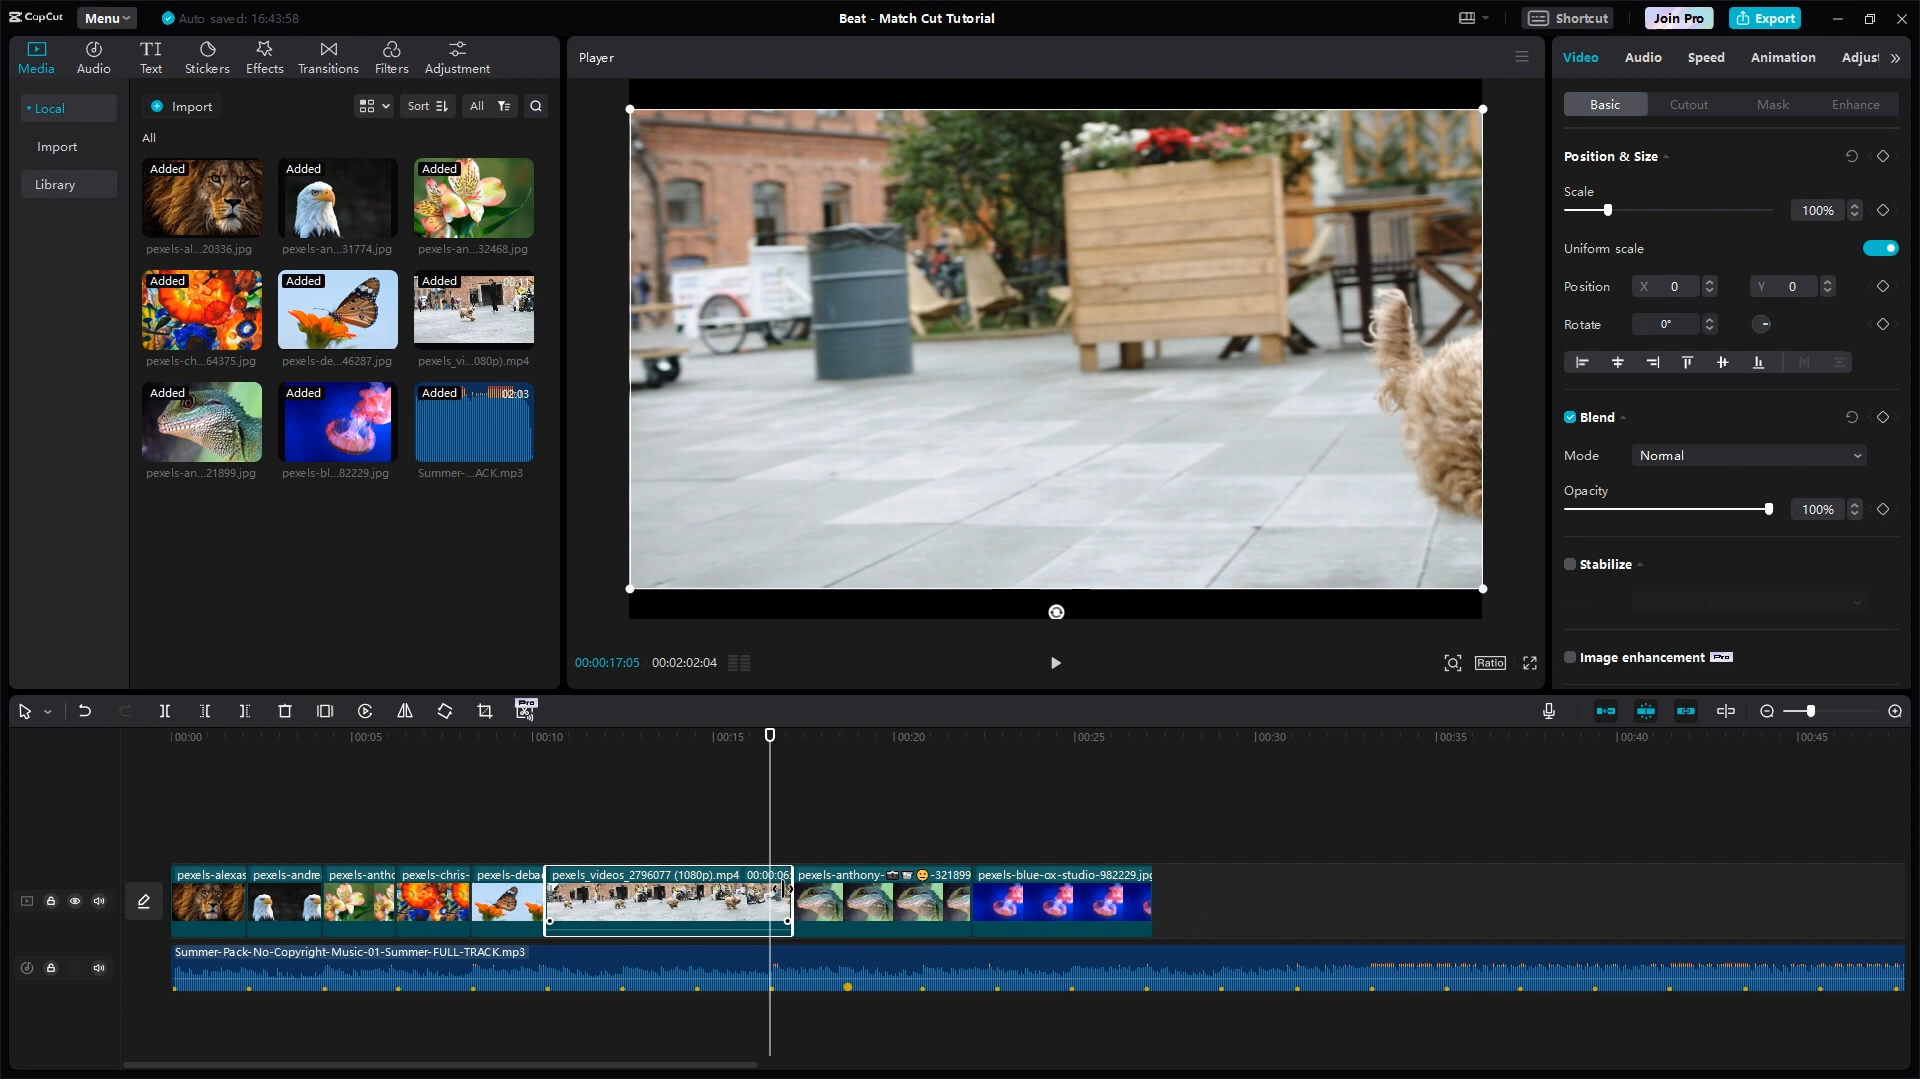 CapCut
Menu
Auto saved: 16:43:58
Beat - Match Cut Tutorial
Shortcut
Join Pro
Export
Media
Audio
Text
Stickers
Effects
Transitions
Filters
Adjustment
Local
Import
Library
Import
Sort
All
All
Added
pexels-al...20336.jpg
Added
pexels-an...31774.jpg
Added
pexels-an...32468.jpg
Added
pexels-ch...64375.jpg
Added
pexels-de...46287.jpg
Added
00:11
pexels_vi...080p).mp4
Added
pexels-an...21899.jpg
Added
pexels-bl...82229.jpg
Added
02:03
Summer-...ACK.mp3
Player
00:00:17:05
00:02:02:04
Ratio
Video
Audio
Speed
Animation
Adjust
Basic
Cutout
Mask
Enhance
Position & Size
Scale
100%
Uniform scale
Position
X 0
Y 0
Rotate
0°
Blend
Mode
Normal
Opacity
100%
Stabilize
Image enhancement
Pro
Pro
00:00
00:05
00:10
00:15
00:20
00:25
00:30
00:35
00:40
00:45
pexels-alexas
pexels-andre
pexels-antho
pexels-chris-
pexels-deba
pexels_videos_2796077 (1080p).mp4 00:00:06:
pexels-anthony-📷📷😀-321899
pexels-blue-ox-studio-982229.jpg
Summer-Pack-No-Copyright-Music-01-Summer-FULL-TRACK.mp3